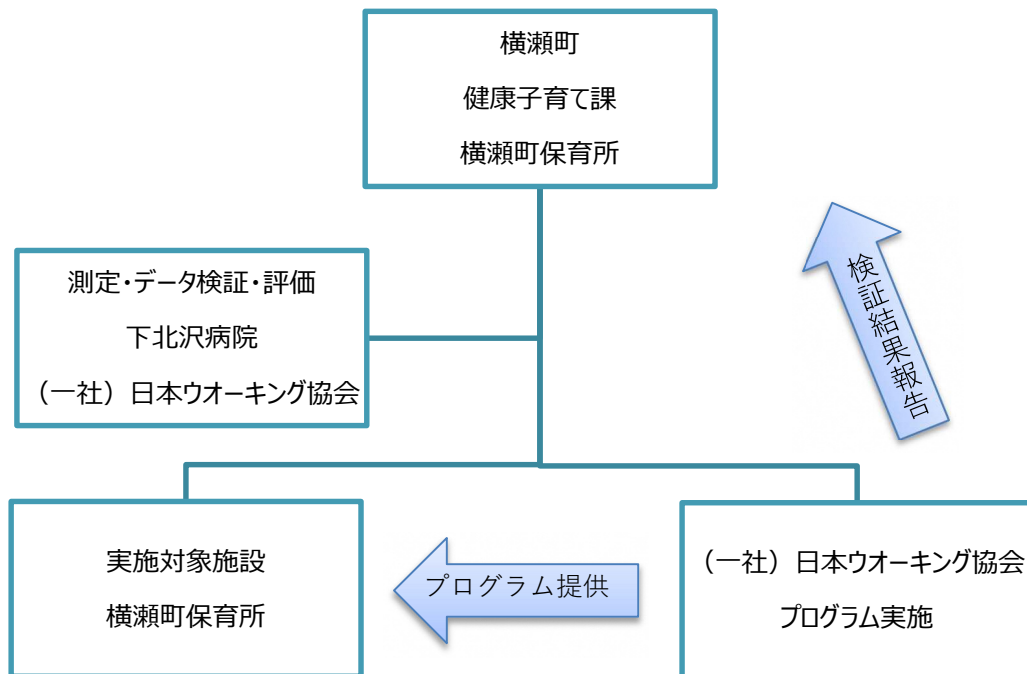 横瀬町
健康子育て課
横瀬町保育所
測定・データ検証・評価
下北沢病院
（一社）日本ウオーキング協会
検証結果報告
実施対象施設
横瀬町保育所
プログラム提供
（一社）日本ウオーキング協会
プログラム実施